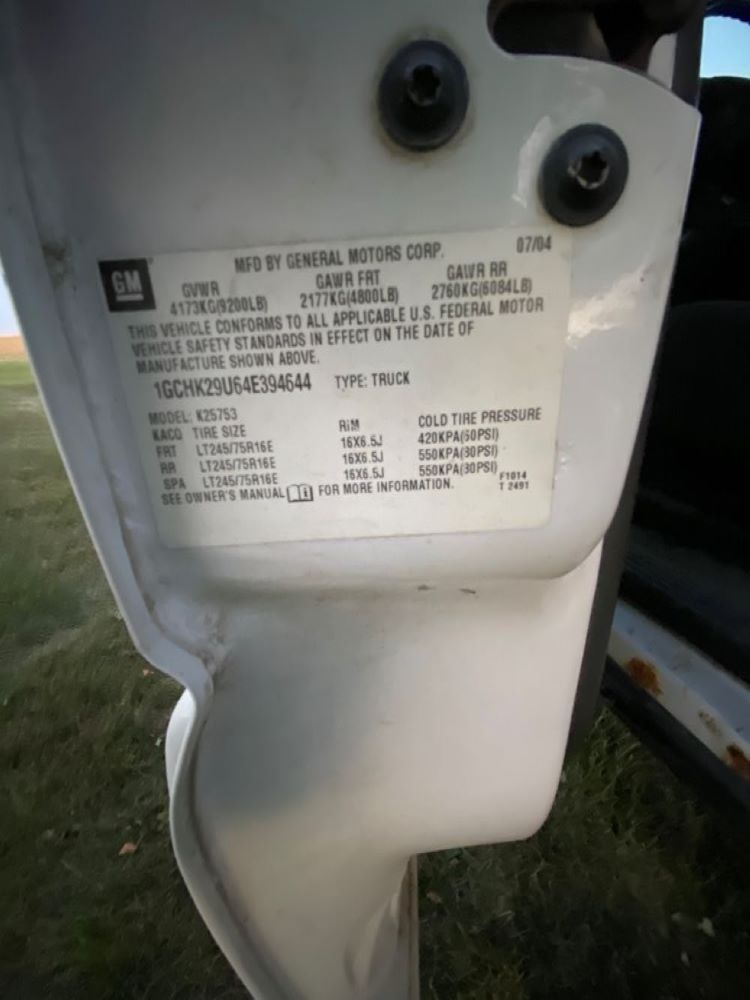 MFD BY GENERAL MOTORS CORP. 07/04
GM
GVWR GAWR FRT GAWR RR
4173KG(9200LB) 2177KG(4800LB) 2760KG(6084LB)
THIS VEHICLE CONFORMS TO ALL APPLICABLE U.S. FEDERAL MOTOR
VEHICLE SAFETY STANDARDS IN EFFECT ON THE DATE OF
MANUFACTURE SHOWN ABOVE.
1GCHK29U64E394644 TYPE: TRUCK
MODEL: K25753
KACO TIRE SIZE RIM COLD TIRE PRESSURE
FRT LT245/75R16E 16X6.5J 420KPA(60PSI)
RR LT245/75R16E 16X6.5J 550KPA(80PSI)
SPA LT245/75R16E 16X6.5J 550KPA(80PSI)
SEE OWNER'S MANUAL FOR MORE INFORMATION.
F1014
T 2491